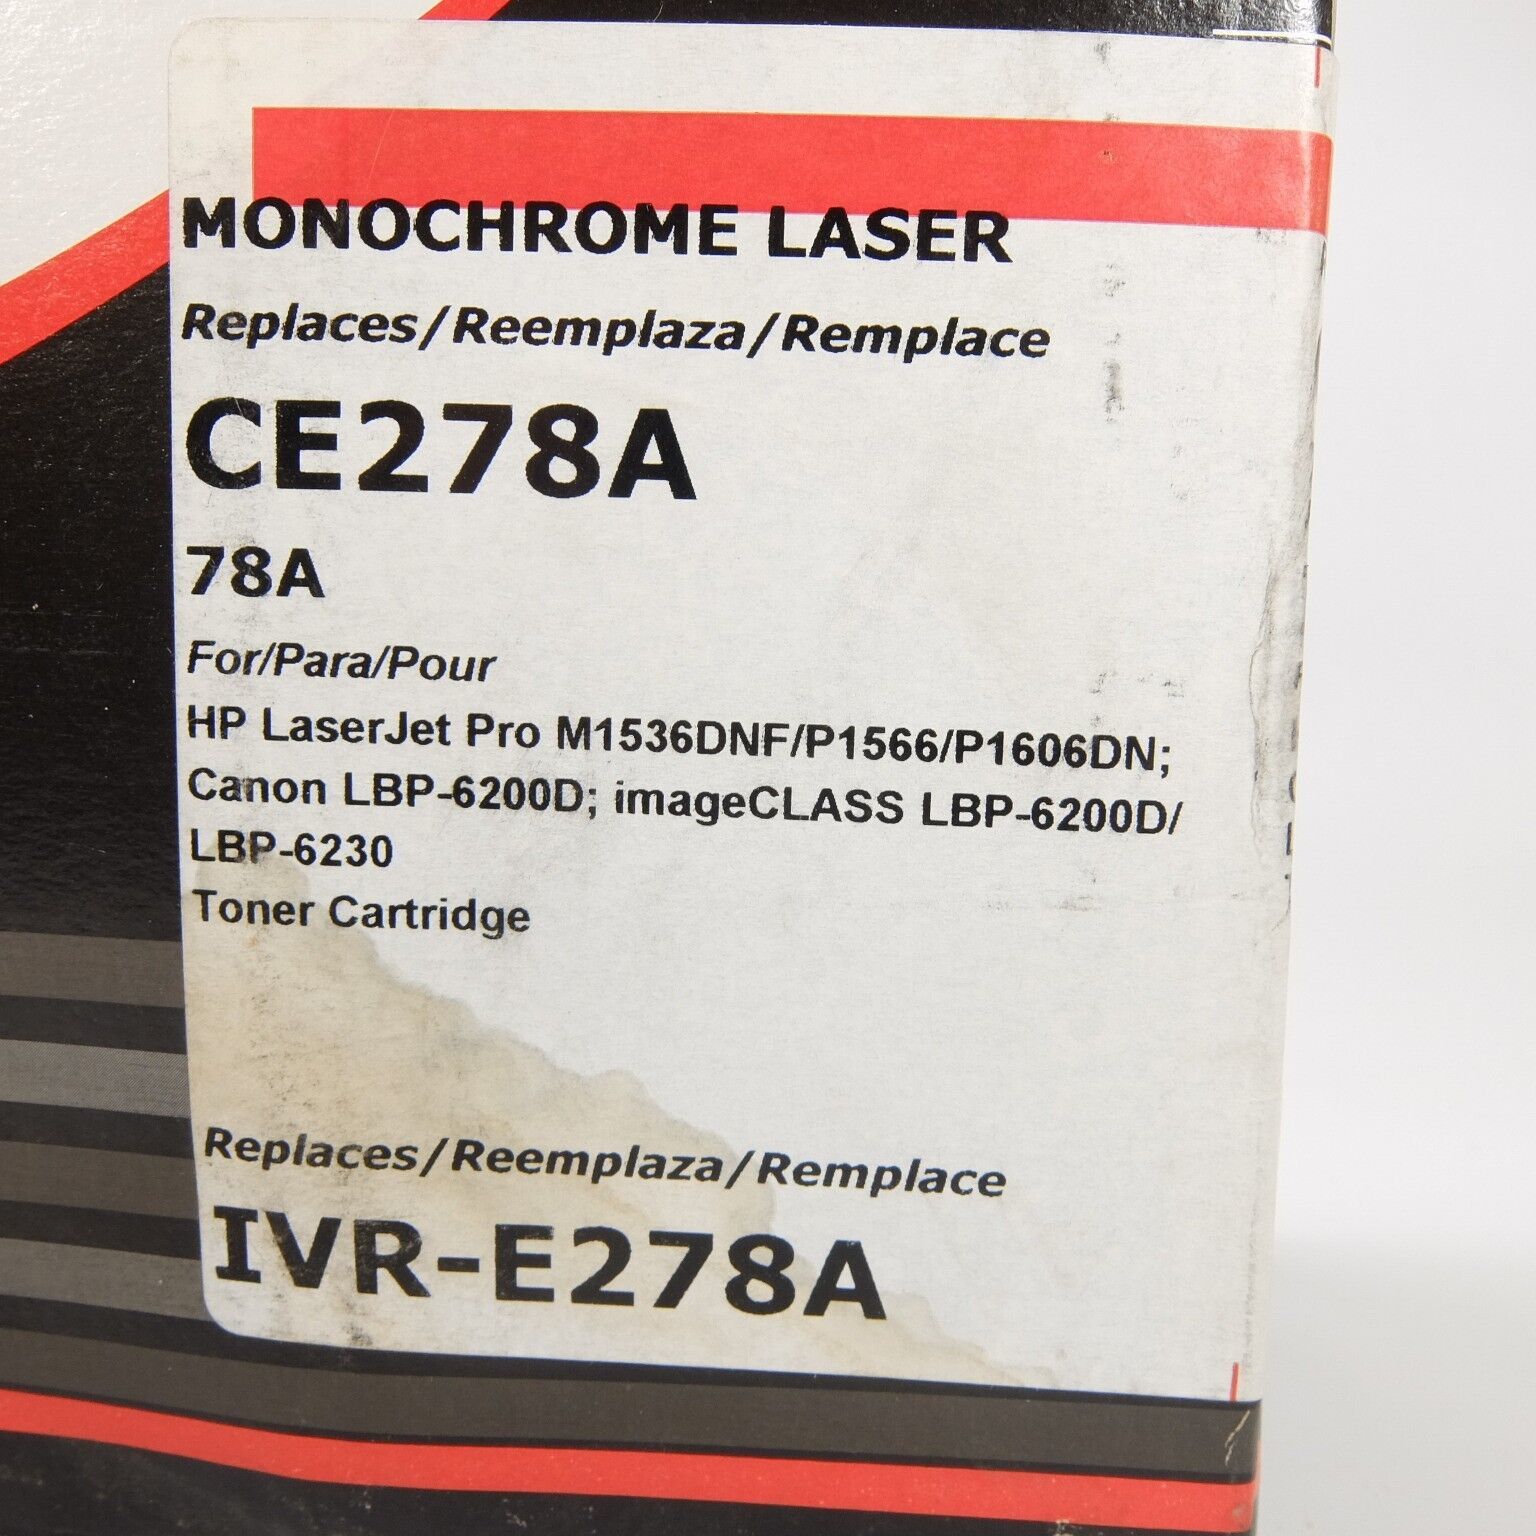 MONOCHROME LASER
Replaces/Reemplaza/Remplace
CE278A
78A
For/Para/Pour
HP LaserJet Pro M1536DNF/P1566/P1606DN;
Canon LBP-6200D; imageCLASS LBP-6200D/
LBP-6230
Toner Cartridge
Replaces/Reemplaza/Remplace
IVR-E278A